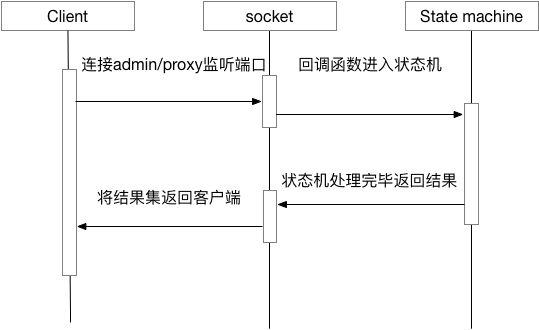 Client
socket
State machine
连接admin/proxy监听端口
回调函数进入状态机
状态机处理完毕返回结果
将结果集返回客户端